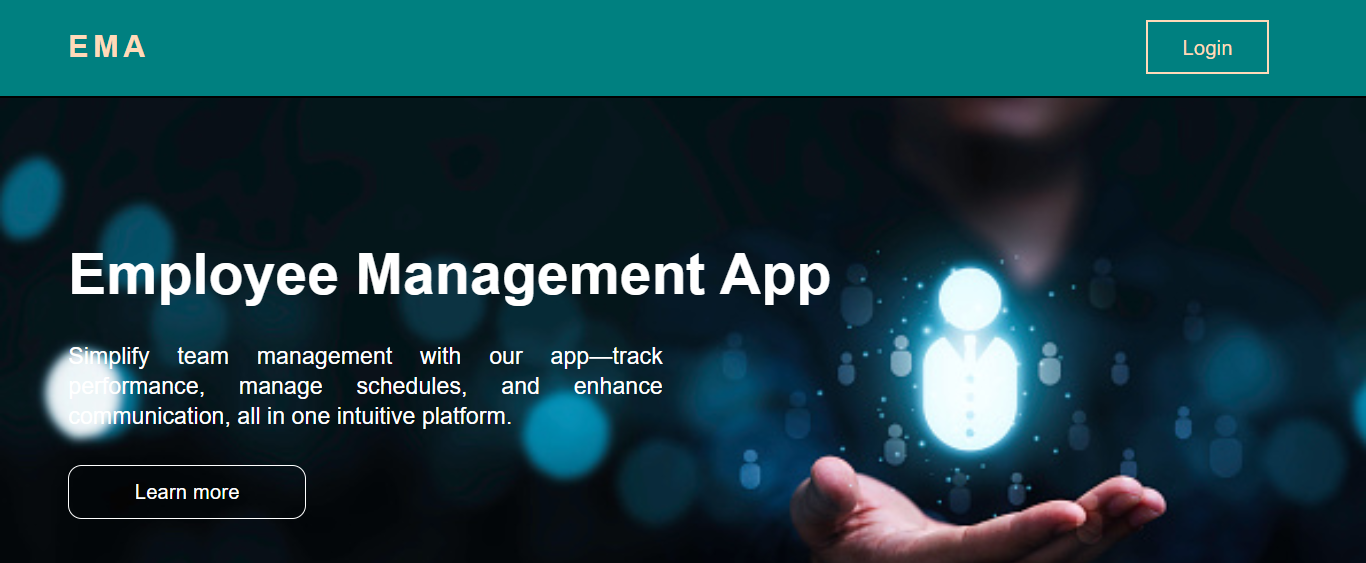 EMA
Login
Employee Management App
Simplify team management with our app—track
performance, manage schedules, and enhance
communication, all in one intuitive platform.
Learn more